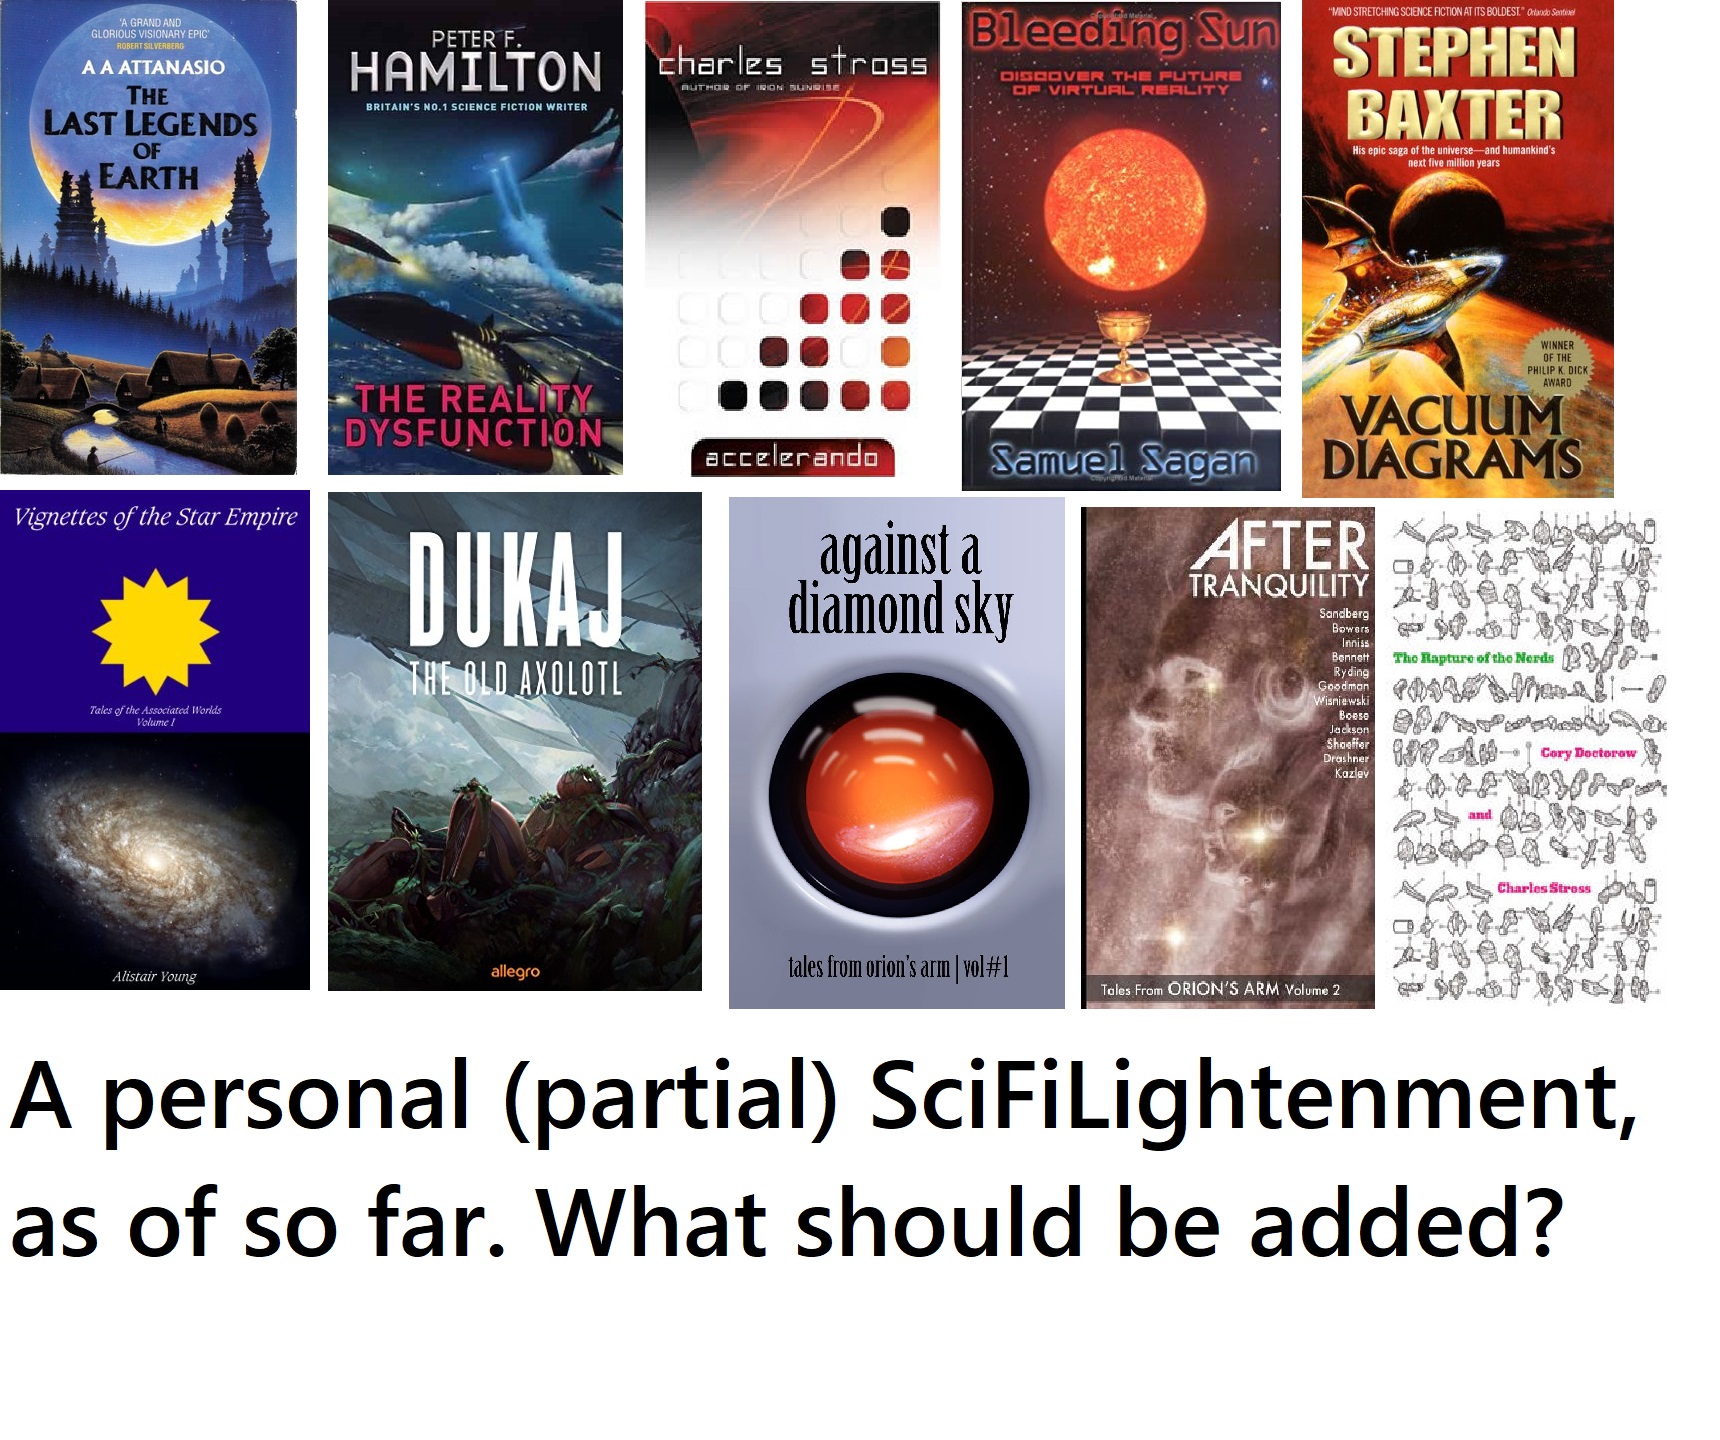 'A GRAND AND
GLORIOUS VISIONARY EPIC'
ROBERT SILVERBERG
A A ATTANASIO
THE
LAST LEGENDS
OF
EARTH
PETER F.
HAMILTON
BRITAIN'S NO.1 SCIENCE FICTION WRITER
THE REALITY
DYSFUNCTION
charles stross
AUTHOR OF IRON SUNRISE
accelerando
Copyrighted Material
Bleeding Sun
DISCOVER THE FUTURE
OF VIRTUAL REALITY
Samuel Sagan
Copyrighted Material
"MIND STRETCHING SCIENCE FICTION AT ITS BOLDEST." Orlando Sentinel
STEPHEN
BAXTER
His epic saga of the universe—and humankind's
next five million years
WINNER
OF THE
PHILIP K. DICK
AWARD
VACUUM
DIAGRAMS
Vignettes of the Star Empire
Tales of the Associated Worlds
Volume I
Alistair Young
DUKAJ
THE OLD AXOLOTL
allegro
against a
diamond sky
tales from orion's arm | vol#1
AFTER
TRANQUILITY
Sandberg
Bowers
Inniss
Bennett
Ryding
Goodman
Wisniewski
Boese
Jackson
Shaeffer
Drashner
Kazlev
Tales From ORION'S ARM Volume 2
The Rapture of the Nerds
Cory Doctorow
and
Charles Stross
A personal (partial) SciFiLightenment,
as of so far. What should be added?